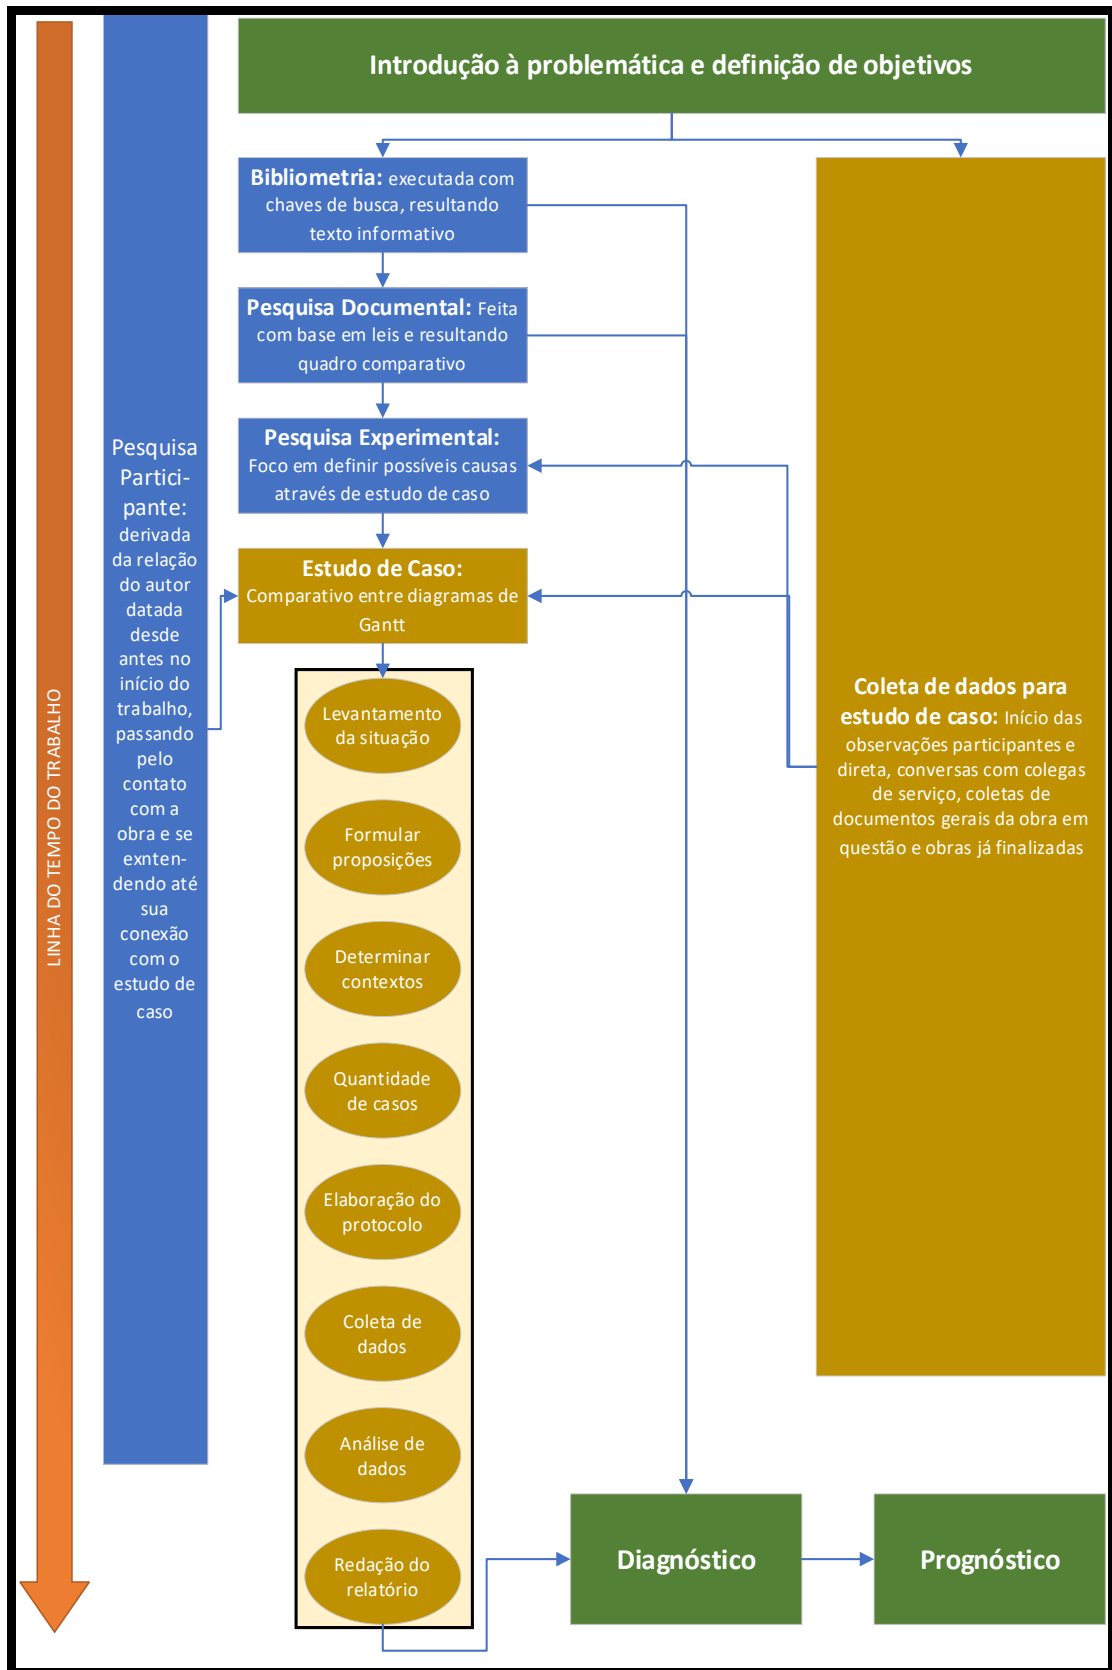 Introdução à problemática e definição de objetivos
Bibliometria: executada com
chaves de busca, resultando
texto informativo
Pesquisa Documental: Feita
com base em leis e resultando
quadro comparativo
Pesquisa Experimental:
Foco em definir possíveis causas
através de estudo de caso
Estudo de Caso:
Comparativo entre diagramas de
Gantt
Pesquisa
Partici-
pante:
derivada
da relação
do autor
datada
desde
antes no
início do
trabalho,
passando
pelo
contato
com a
obra e se
exnten-
dendo até
sua
conexão
com o
estudo de
caso
LINHA DO TEMPO DO TRABALHO
Levantamento
da situação
Formular
proposições
Determinar
contextos
Quantidade
de casos
Elaboração do
protocolo
Coleta de
dados
Análise de
dados
Redação do
relatório
Coleta de dados para
estudo de caso: Início das
observações participantes e
direta, conversas com colegas
de serviço, coletas de
documentos gerais da obra em
questão e obras já finalizadas
Diagnóstico
Prognóstico